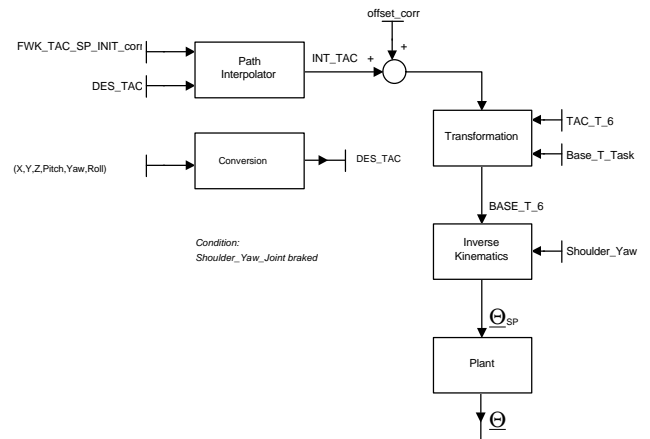 offset_corr
FWK_TAC_SP_INIT_corr
Path
Interpolator
INT_TAC
+
+
DES_TAC
TAC_T_6
Transformation
Base_T_Task
(X,Y,Z,Pitch,Yaw,Roll)
Conversion
DES_TAC
BASE_T_6
Condition:
Shoulder_Yaw_Joint braked
Inverse
Kinematics
Shoulder_Yaw
Θ SP
Plant
Θ